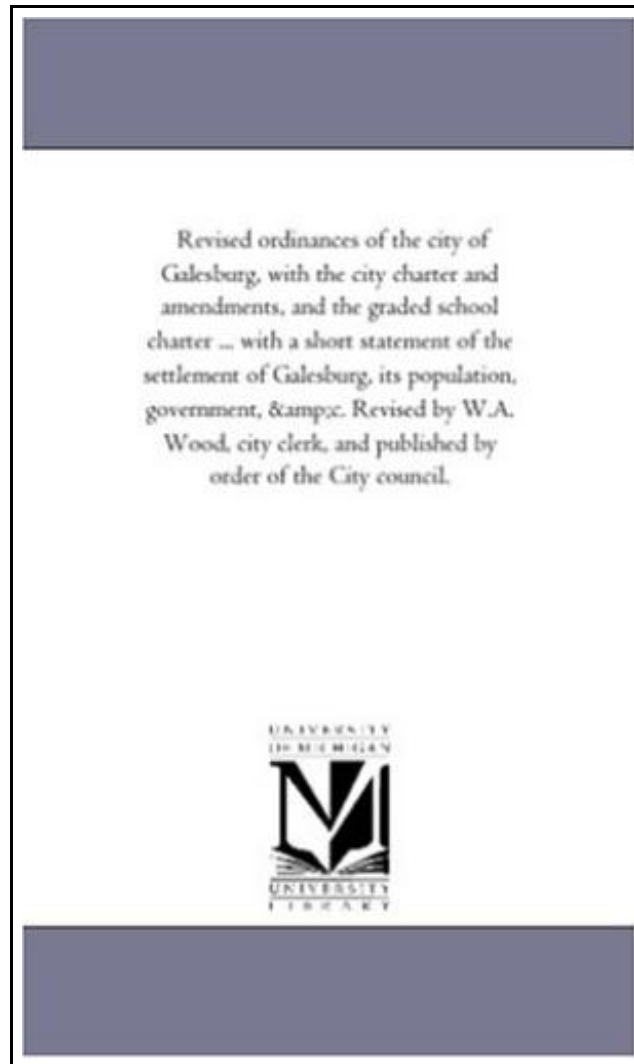 Revised ordinances of the city of
Galesburg, with the city charter and
amendments, and the graded school
charter ... with a short statement of the
settlement of Galesburg, its population,
government, &amp;c. Revised by W.A.
Wood, city clerk, and published by
order of the City council.
UNIVERSITY
OF MICHIGAN
UNIVERSITY
LIBRARY